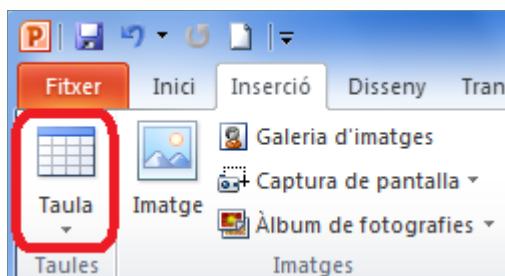 P
Fitxer Inici Inserció Disseny Tran
Taula
Imatge
Galeria d'imatges
Captura de pantalla
Àlbum de fotografies
Taules
Imatges